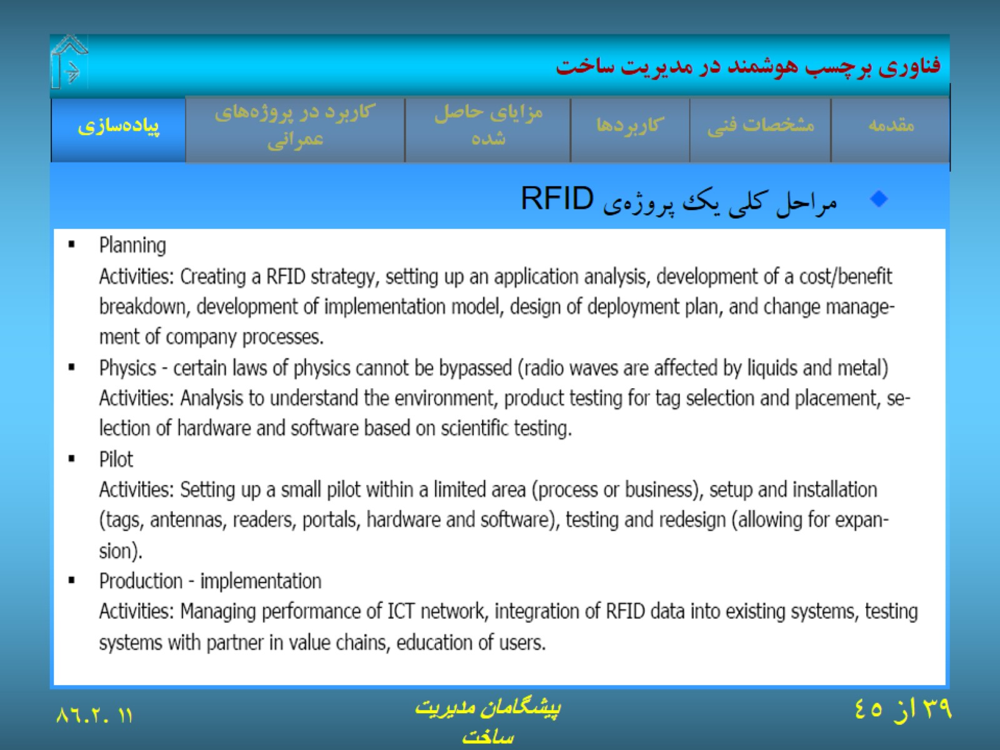 فناوری برچسب هوشمند در مدیریت ساخت
مقدمه
مشخصات فنی
کاربردها
مزایای حاصل
شده
کاربرد در پروژه‌های
عمرانی
پیاده‌سازی
مراحل کلی یک پروژه‌ی RFID
▪ Planning
Activities: Creating a RFID strategy, setting up an application analysis, development of a cost/benefit
breakdown, development of implementation model, design of deployment plan, and change manage-
ment of company processes.
▪ Physics - certain laws of physics cannot be bypassed (radio waves are affected by liquids and metal)
Activities: Analysis to understand the environment, product testing for tag selection and placement, se-
lection of hardware and software based on scientific testing.
▪ Pilot
Activities: Setting up a small pilot within a limited area (process or business), setup and installation
(tags, antennas, readers, portals, hardware and software), testing and redesign (allowing for expan-
sion).
▪ Production - implementation
Activities: Managing performance of ICT network, integration of RFID data into existing systems, testing
systems with partner in value chains, education of users.
٣٩ از ٤٥
پیشگامان مدیریت
ساخت
٨٦.٢. ١١